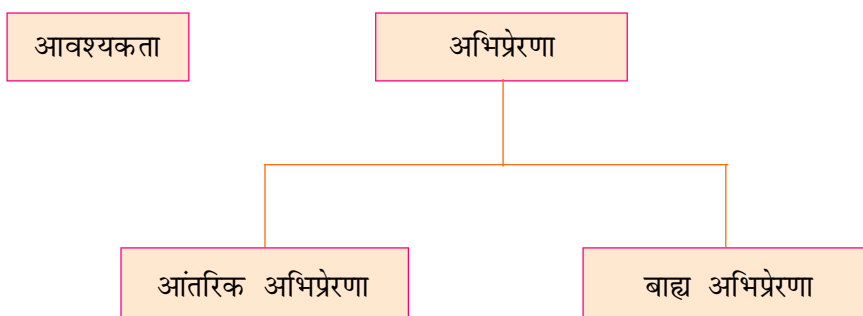 आवश्यकता
अभिप्रेरणा
आंतरिक अभिप्रेरणा
बाह्य अभिप्रेरणा